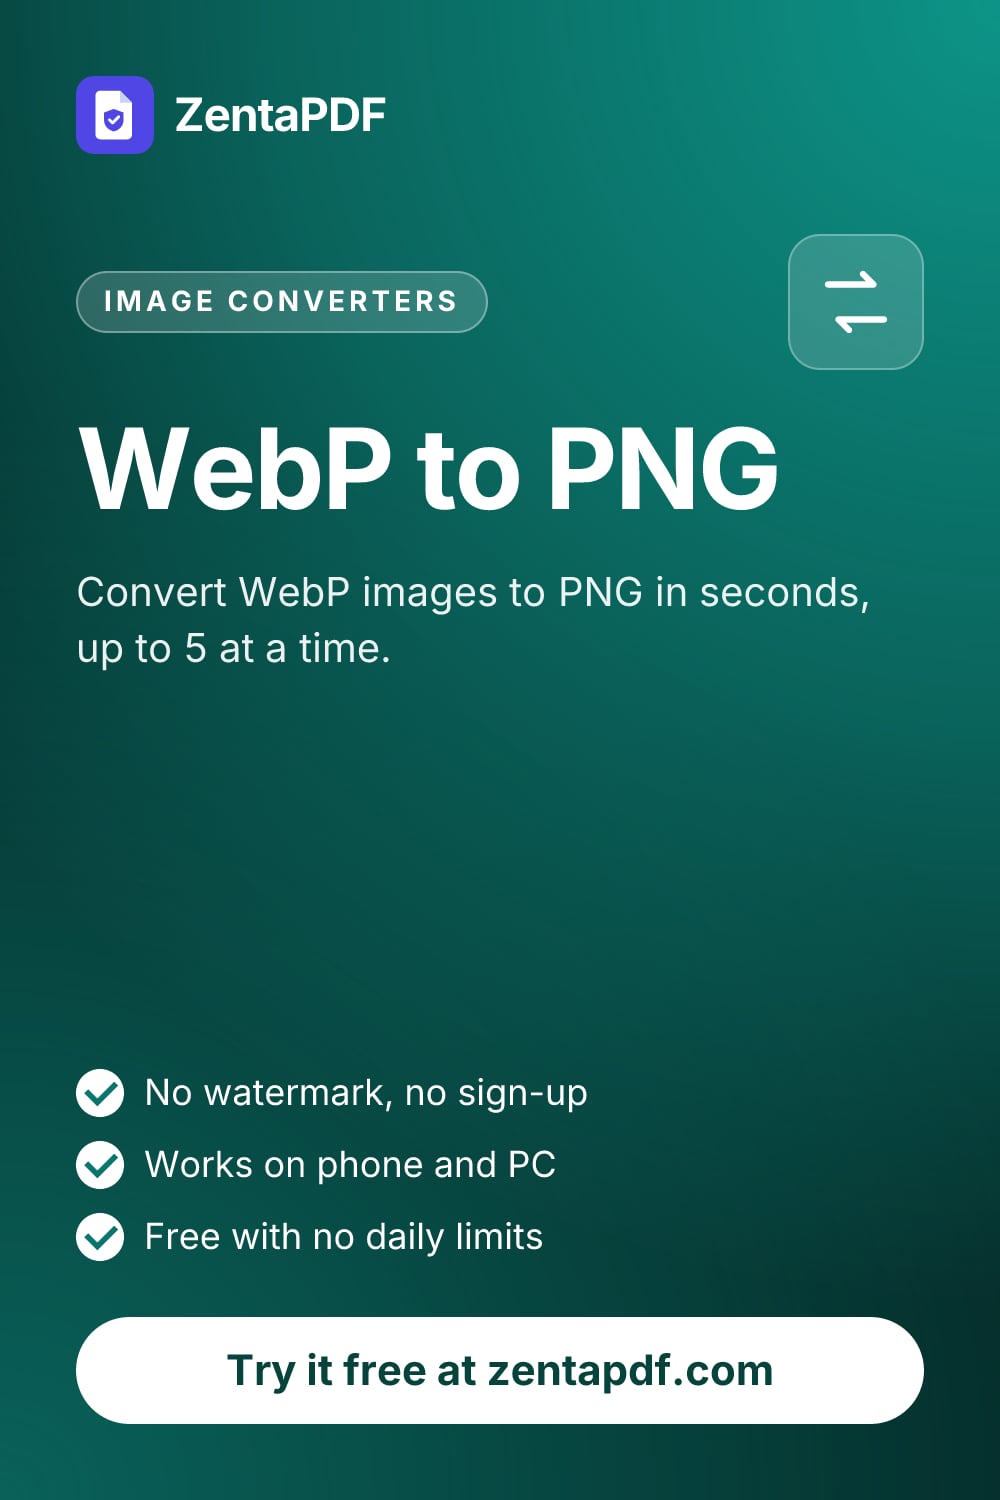 ZentaPDF
IMAGE CONVERTERS
WebP to PNG
Convert WebP images to PNG in seconds,
up to 5 at a time.
No watermark, no sign-up
Works on phone and PC
Free with no daily limits
Try it free at zentapdf.com